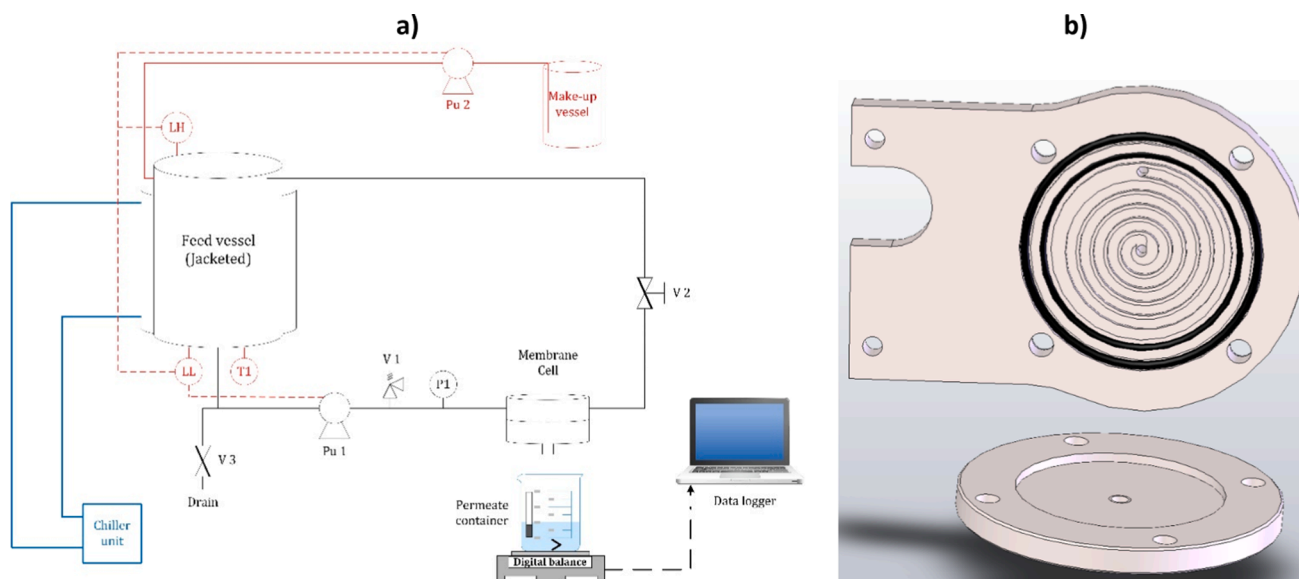 a)
b)
Pu 2
Make-up
vessel
LH
Feed vessel
(Jacketed)
V 2
LL
T1
V 1
P1
Membrane
Cell
Pu 1
V 3
Drain
Permeate
container
Data logger
Chiller
unit
Digital balance